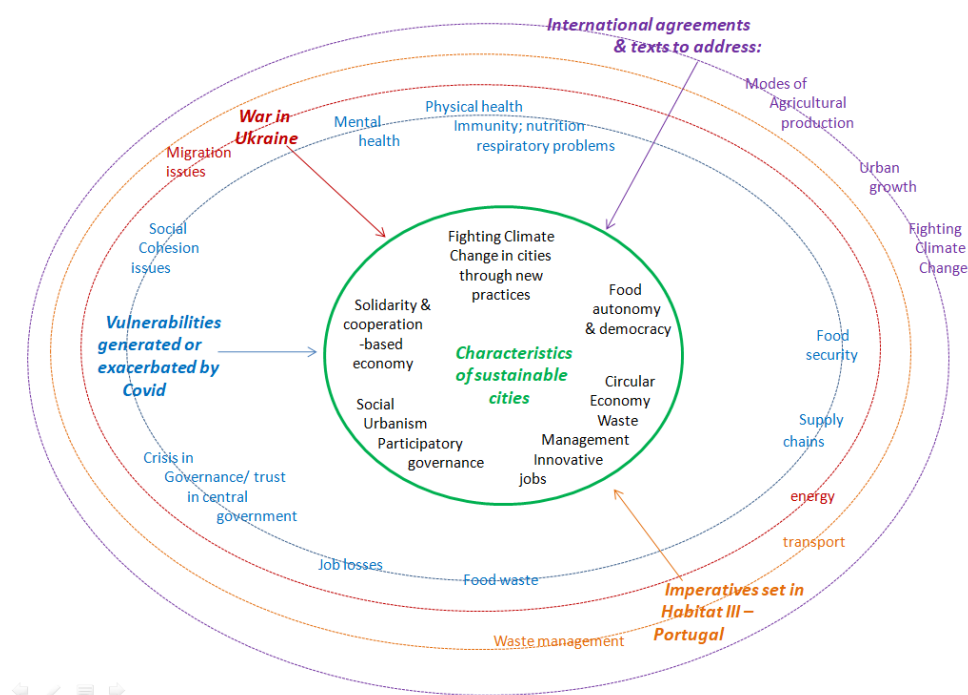 International agreements
& texts to address:
Modes of
Agricultural
production
Urban
growth
Fighting
Climate
Change
War in
Ukraine
Migration
issues
Mental
health
Physical health
Immunity; nutrition
respiratory problems
Social
Cohesion
issues
Vulnerabilities
generated or
exacerbated by
Covid
Crisis in
Governance/ trust
in central
government
Job losses
Food waste
Food
security
Supply
chains
energy
transport
Waste management
Imperatives set in
Habitat III –
Portugal
Fighting Climate
Change in cities
through new
practices
Food
autonomy
& democracy
Solidarity &
cooperation
-based
economy
Characteristics
of sustainable
cities
Circular
Economy
Waste
Management
Innovative
jobs
Social
Urbanism
Participatory
governance